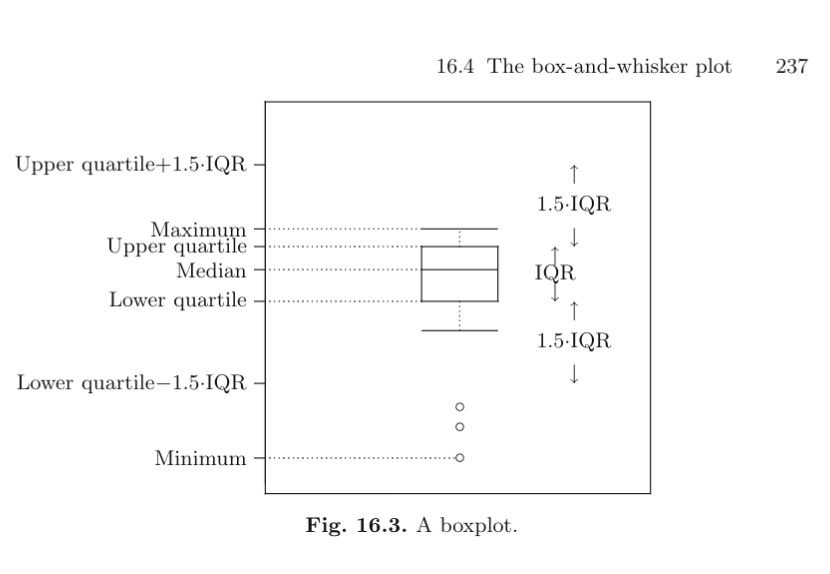 16.4 The box-and-whisker plot 237
Upper quartile+1.5·IQR
↑
1.5·IQR
↓
Maximum
Upper quartile
Median
Lower quartile
↑
IQR
↓
↑
1.5·IQR
↓
Lower quartile−1.5·IQR
Minimum
Fig. 16.3. A boxplot.